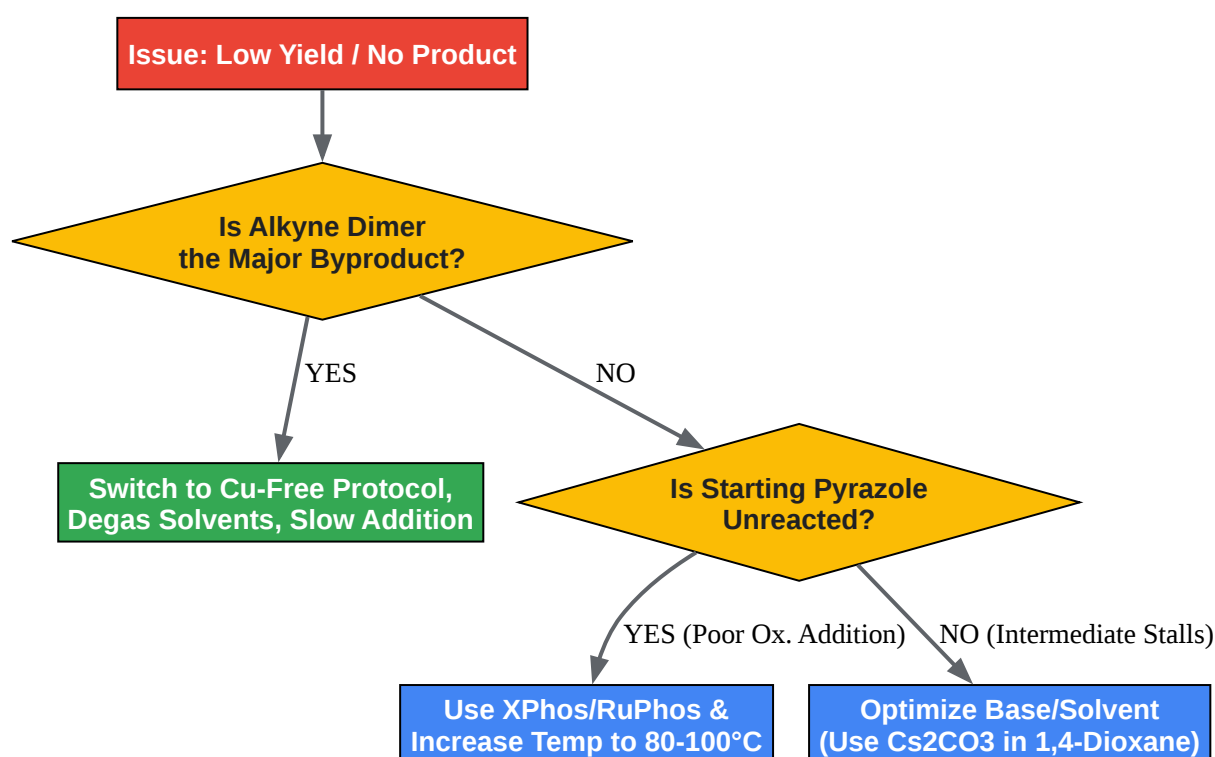 Issue: Low Yield / No Product
Is Alkyne Dimer
the Major Byproduct?
YES
NO
Switch to Cu-Free Protocol,
Degas Solvents, Slow Addition
Is Starting Pyrazole
Unreacted?
YES (Poor Ox. Addition)
NO (Intermediate Stalls)
Use XPhos/RuPhos &
Increase Temp to 80-100°C
Optimize Base/Solvent
(Use Cs2CO3 in 1,4-Dioxane)